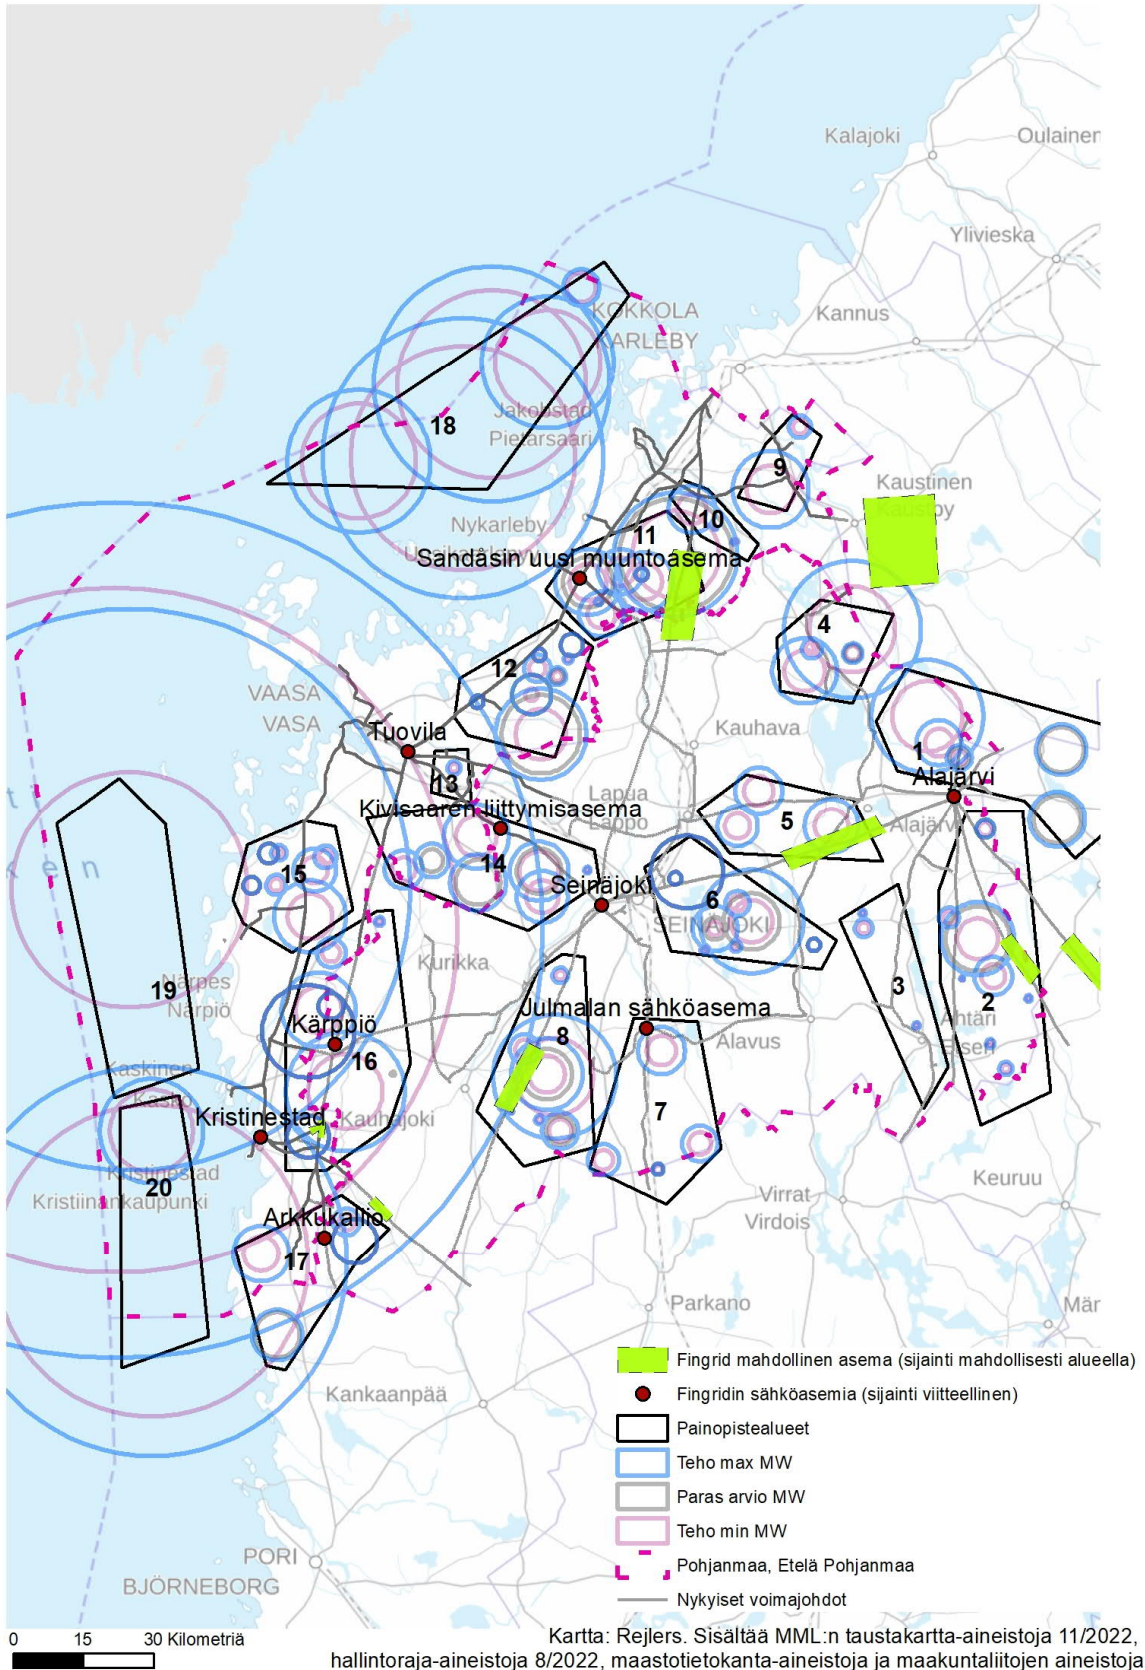 Kalajoki
Oulainen
Ylivieska
Kannus
KOKKOLA
KARLEBY
18
Jakobstad
Pietarsaari
9
Kaustinen
Kaustby
Nykarleby
10
11
Sandåsin uusi muuntoasema
4
12
VAASA
VASA
Tuovila
Kauhava
1
Alajärvi
13
Kivisaaren liittymisasema
Lapua
Lappo
5
Alajärvi
14
15
Seinäjoki
6
SEINÄJOKI
Kurikka
3
2
19
Närpes
Närpiö
Julmalan sähköasema
Ähtäri
Etseri
Kärppiö
8
Alavus
16
Kaskinen
Kaskö
7
Kristinestad
Kauhajoki
Kristinestad
Kristiinankaupunki
20
Keuruu
Virrat
Virdois
Arkkukallio
17
Parkano
Kankaanpää
PORI
BJÖRNEBORG
Fingrid mahdollinen asema (sijainti mahdollisesti alueella)
Fingridin sähköasemia (sijainti viitteellinen)
Painopistealueet
Teho max MW
Paras arvio MW
Teho min MW
Pohjanmaa, Etelä Pohjanmaa
Nykyiset voimajohdot
0 15 30 Kilometriä
Kartta: Rejlers. Sisältää MML:n taustakartta-aineistoja 11/2022,
hallintoraja-aineistoja 8/2022, maastotietokanta-aineistoja ja maakuntaliitojen aineistoja